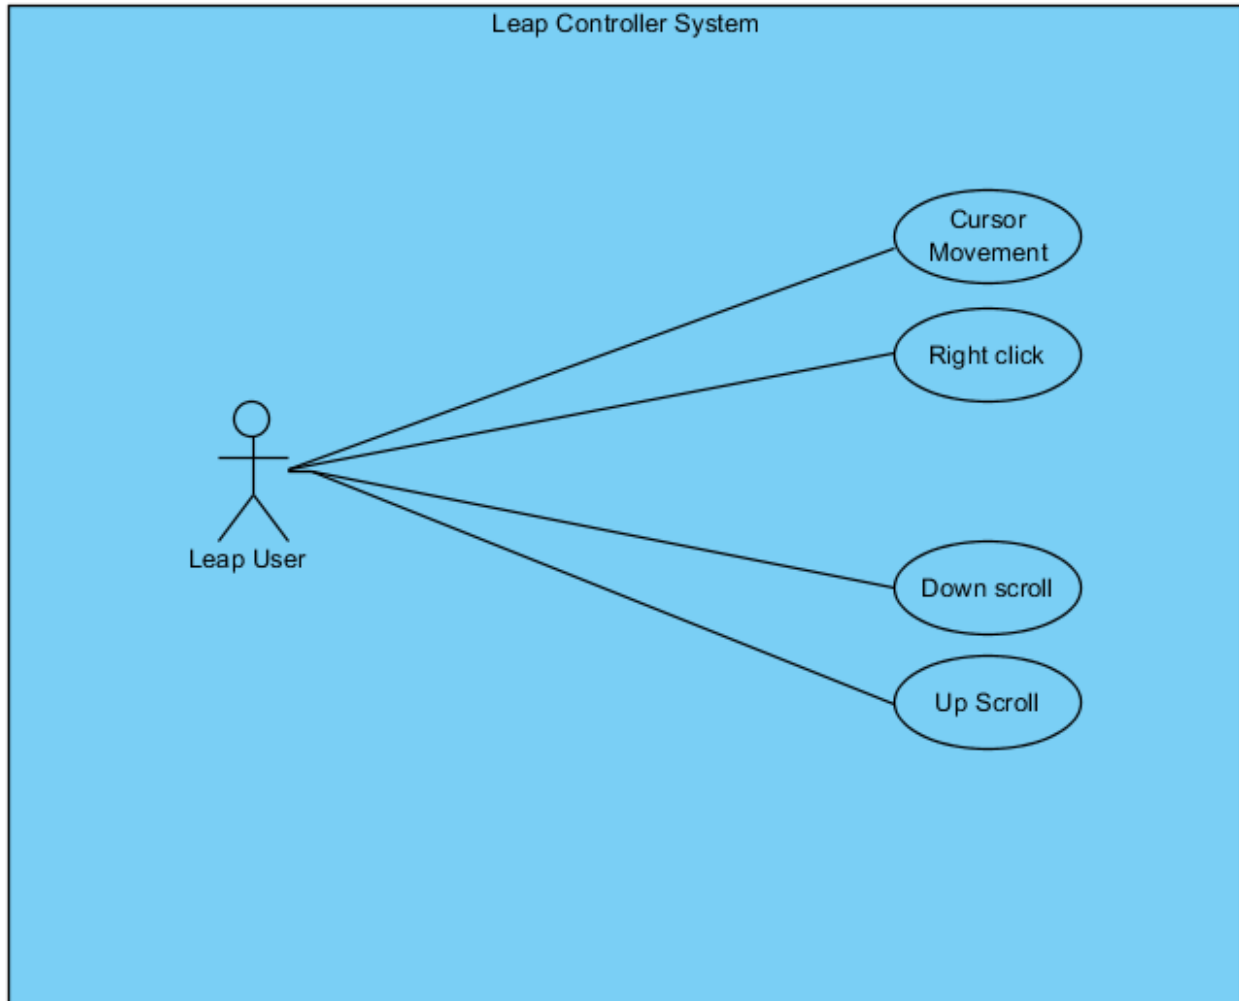 Leap Controller System
Cursor
Movement
Right click
Leap User
Down scroll
Up Scroll